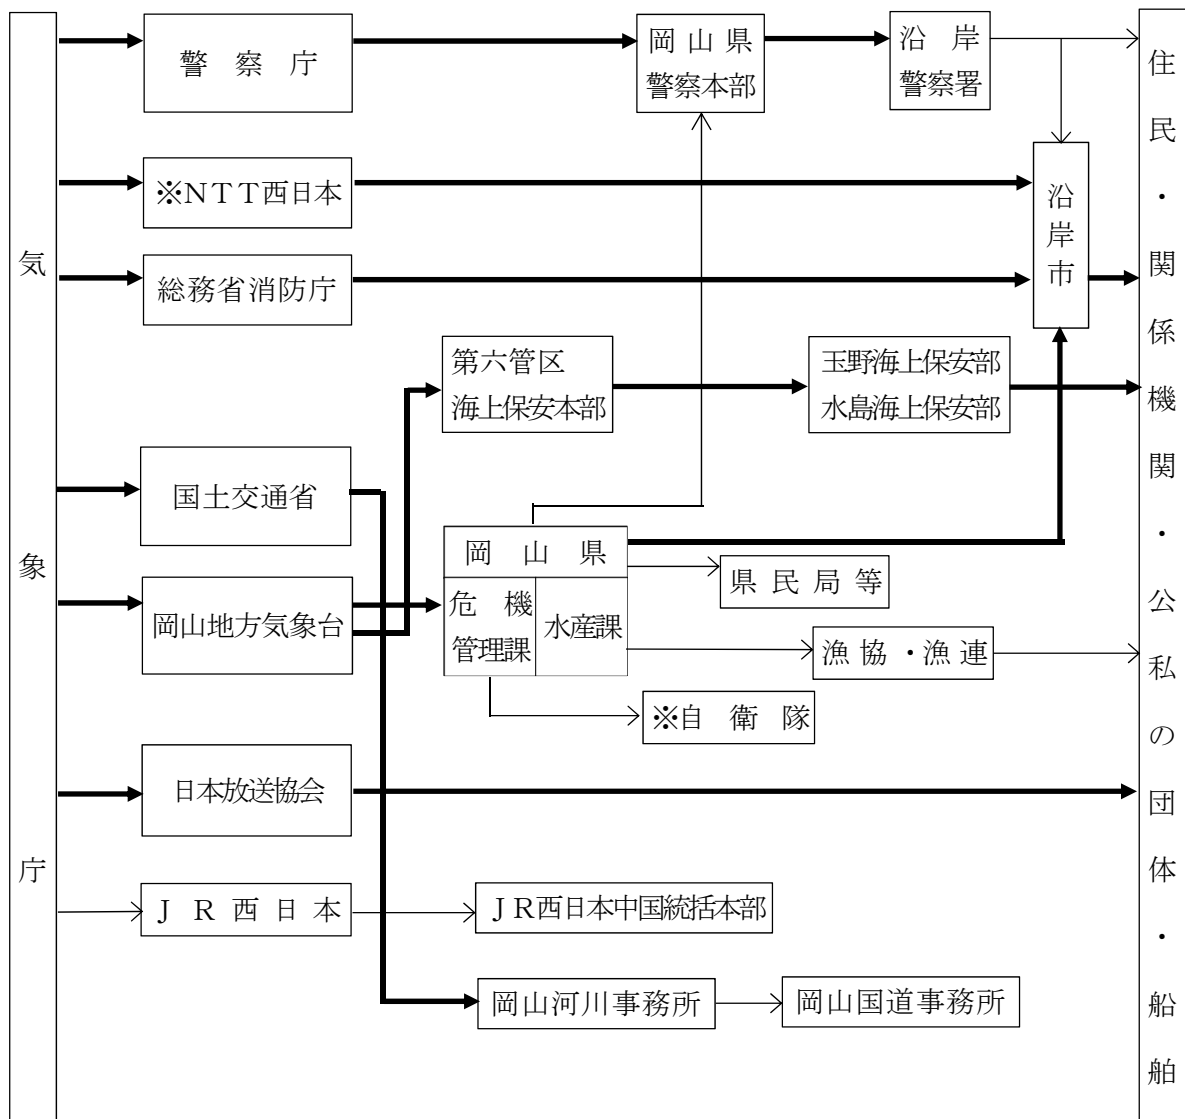 気象庁
警察庁
岡山県
警察本部
沿岸
警察署
※NTT西日本
沿岸市
総務省消防庁
第六管区
海上保安本部
玉野海上保安部
水島海上保安部
国土交通省
岡山県
危機
管理課
水産課
県民局等
岡山地方気象台
漁協・漁連
※自衛隊
日本放送協会
JR西日本
JR西日本中国統括本部
岡山河川事務所
岡山国道事務所
住民・関係機関・公私の団体・船舶